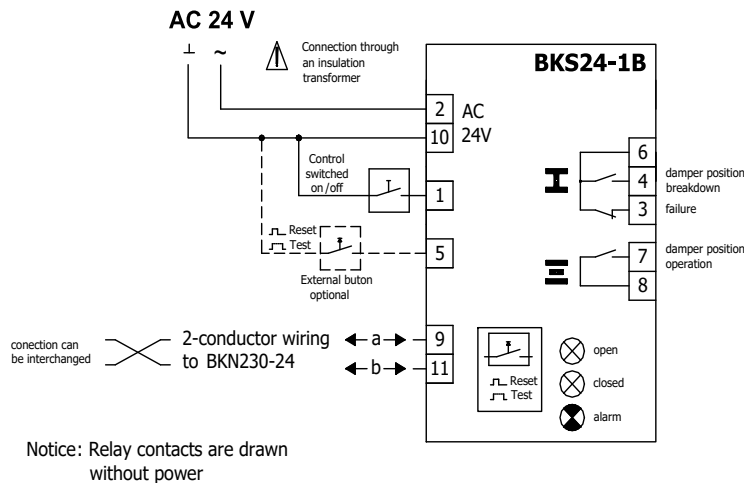 AC 24 V
⊥ ~
Connection through
an insulation
transformer
BKS24-1B
2 AC
10 24V
Control
switched
on/off
1
Reset
Test
External buton
optional
5
6
4
3
damper position
breakdown
failure
7
8
damper position
operation
conection can
be interchanged
2-conductor wiring
to BKN230-24
a
b
9
11
Reset
Test
open
closed
alarm
Notice: Relay contacts are drawn
without power